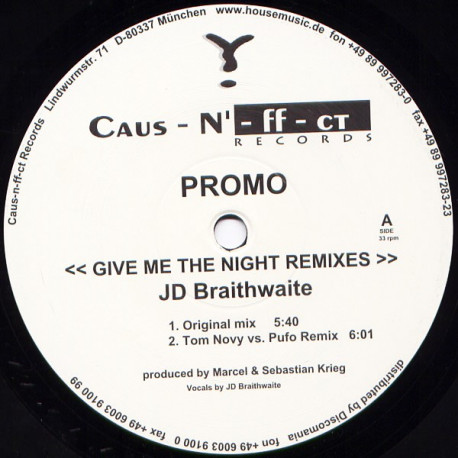 Caus-n-ff-ct Records   Lindwurmstr. 71   D-80337 München   www.housemusic.de   fon +49 89 997283-0   fax +49 89 997283-23
CAUS - N' - ff - CT
RECORDS
PROMO
A
SIDE
33 rpm
<< GIVE ME THE NIGHT REMIXES >>
JD Braithwaite
1. Original mix 5:40
2. Tom Novy vs. Pufo Remix 6:01
produced by Marcel & Sebastian Krieg
Vocals by JD Braithwaite
distributed by Discomania   fon +49 6003 9100 0   fax +49 6003 9100 99